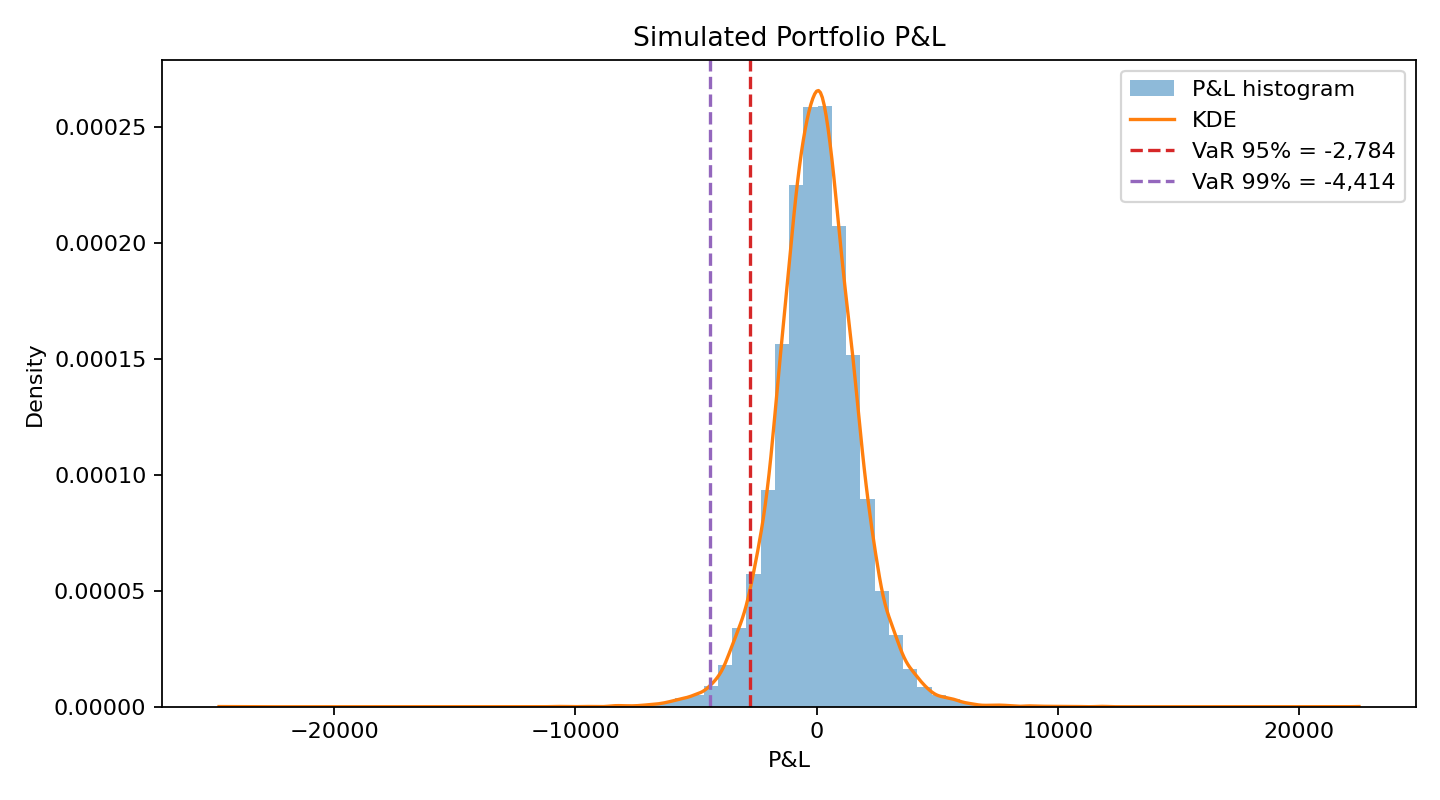 Simulated Portfolio P&L
P&L histogram
KDE
VaR 95% = -2,784
VaR 99% = -4,414
0.00025
0.00020
0.00015
0.00010
0.00005
0.00000
Density
−20000
−10000
0
10000
20000
P&L